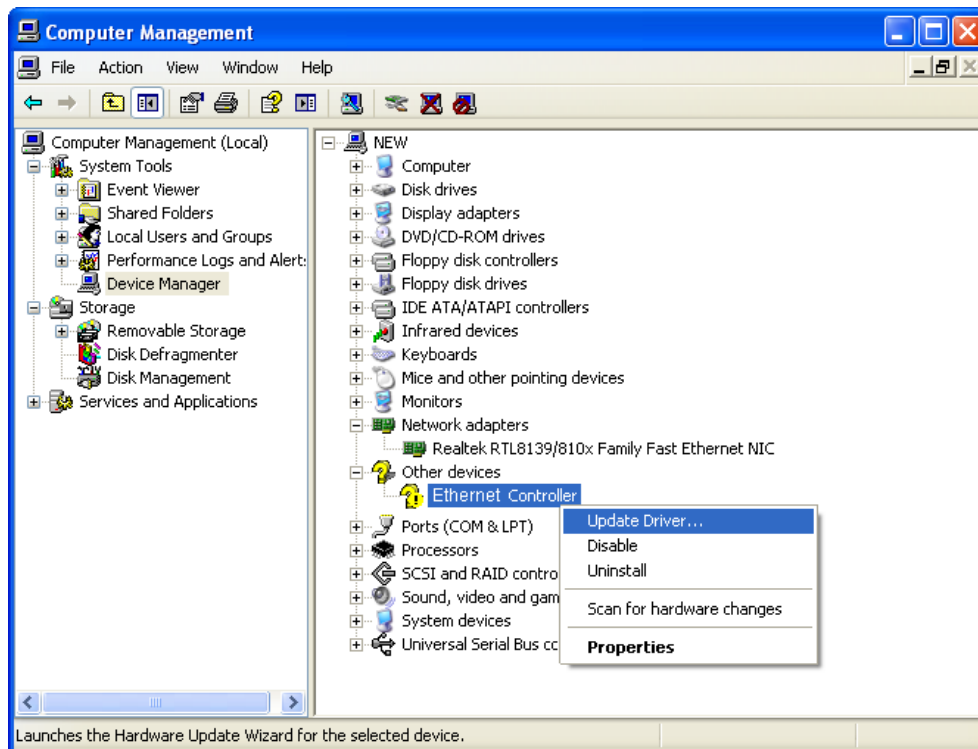 Computer Management
File Action View Window Help
Computer Management (Local)
System Tools
Event Viewer
Shared Folders
Local Users and Groups
Performance Logs and Alert
Device Manager
Storage
Removable Storage
Disk Defragmenter
Disk Management
Services and Applications
NEW
Computer
Disk drives
Display adapters
DVD/CD-ROM drives
Floppy disk controllers
Floppy disk drives
IDE ATA/ATAPI controllers
Infrared devices
Keyboards
Mice and other pointing devices
Monitors
Network adapters
Realtek RTL8139/810x Family Fast Ethernet NIC
Other devices
Ethernet Controller
Ports (COM & LPT)
Processors
SCSI and RAID contro
Sound, video and gam
System devices
Universal Serial Bus cc
Update Driver...
Disable
Uninstall
Scan for hardware changes
Properties
Launches the Hardware Update Wizard for the selected device.